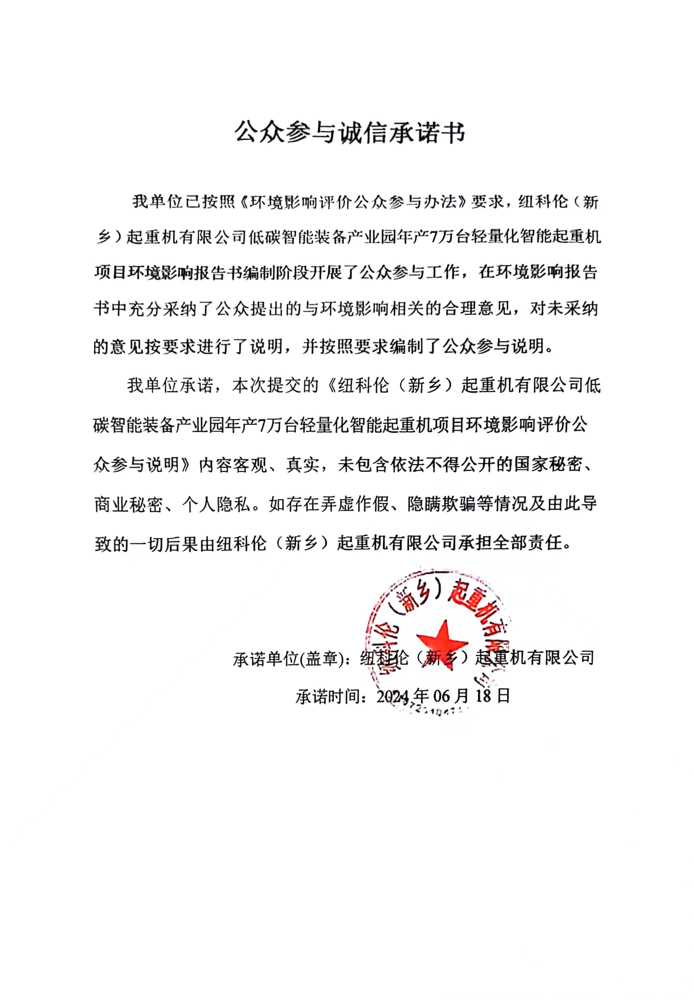 公众参与诚信承诺书
我单位已按照《环境影响评价公众参与办法》要求，纽科伦（新
乡）起重机有限公司低碳智能装备产业园年产7万台轻量化智能起重机
项目环境影响报告书编制阶段开展了公众参与工作，在环境影响报告
书中充分采纳了公众提出的与环境影响相关的合理意见，对未采纳
的意见按要求进行了说明，并按照要求编制了公众参与说明。
我单位承诺，本次提交的《纽科伦（新乡）起重机有限公司低
碳智能装备产业园年产7万台轻量化智能起重机项目环境影响评价公
众参与说明》内容客观、真实，未包含依法不得公开的国家秘密、
商业秘密、个人隐私。如存在弄虚作假、隐瞒欺骗等情况及由此导
致的一切后果由纽科伦（新乡）起重机有限公司承担全部责任。
纽科伦（新乡）起重机有限公司
承诺单位(盖章)：纽科伦（新乡）起重机有限公司
承诺时间：2024 年 06 月 18 日